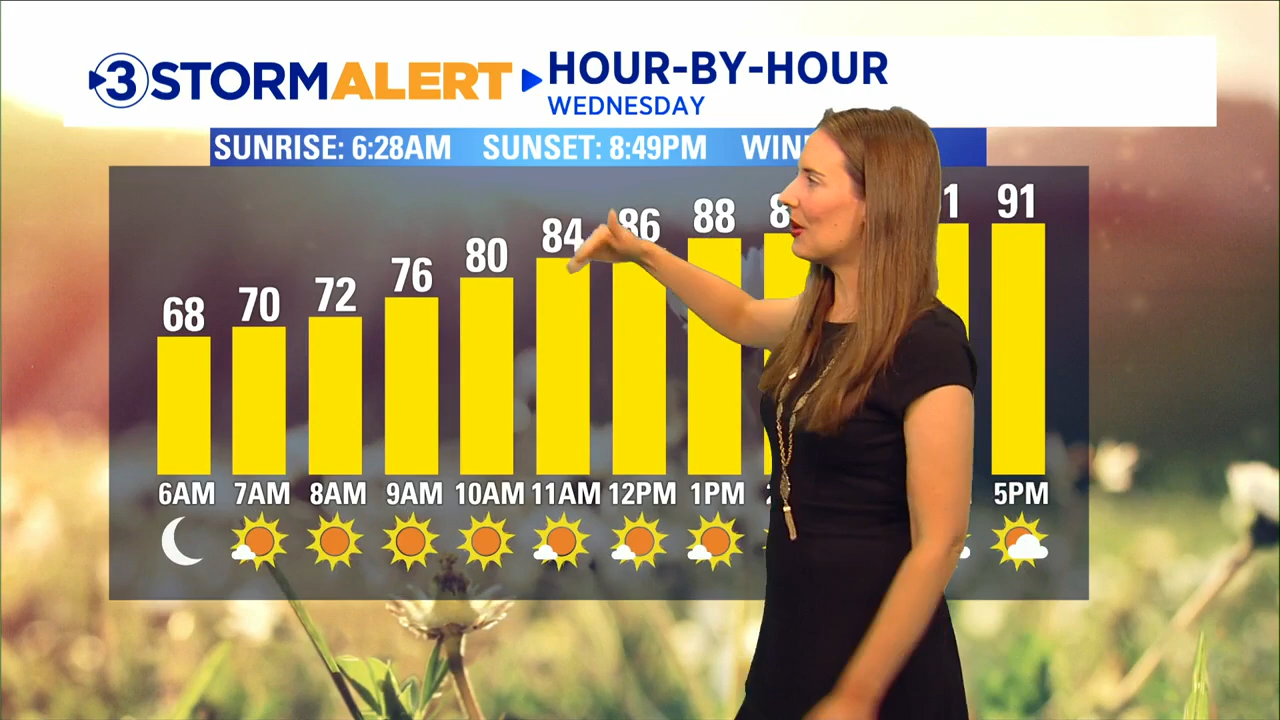 3 STORMALERT HOUR-BY-HOUR
WEDNESDAY
SUNRISE: 6:28AM SUNSET: 8:49PM
68 70 72 76 80 84 86 88 91
6AM 7AM 8AM 9AM 10AM 11AM 12PM 1PM 5PM